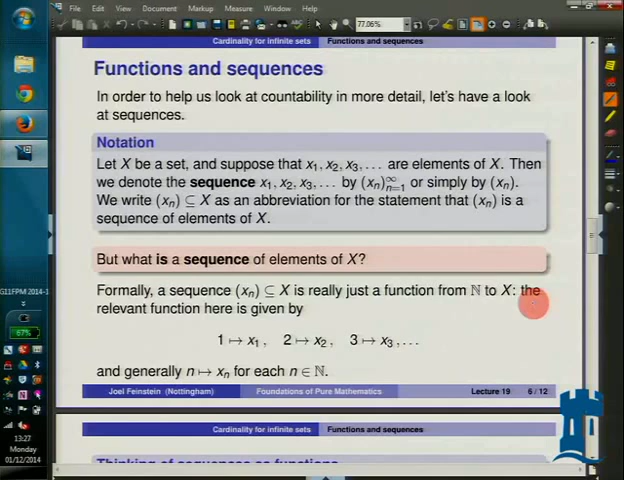 File Edit View Document Markup Measure Window Help
77,06%
Cardinality for infinite sets Functions and sequences
Functions and sequences
In order to help us look at countability in more detail, let's have a look
at sequences.
Notation
Let X be a set, and suppose that x₁, x₂, x₃, . . . are elements of X. Then
we denote the sequence x₁, x₂, x₃, . . . by (xₙ)∞ₙ₌₁ or simply by (xₙ).
We write (xₙ) ⊆ X as an abbreviation for the statement that (xₙ) is a
sequence of elements of X.
But what is a sequence of elements of X?
Formally, a sequence (xₙ) ⊆ X is really just a function from ℕ to X: the
relevant function here is given by
1 ↦ x₁ , 2 ↦ x₂ , 3 ↦ x₃ , . . .
and generally n ↦ xₙ for each n ∈ ℕ.
Joel Feinstein (Nottingham) Foundations of Pure Mathematics Lecture 19 6 / 12
Cardinality for infinite sets Functions and sequences
Thinking of sequences as functions
G11FPM 2014-1
67%
13:27
Monday
01/12/2014